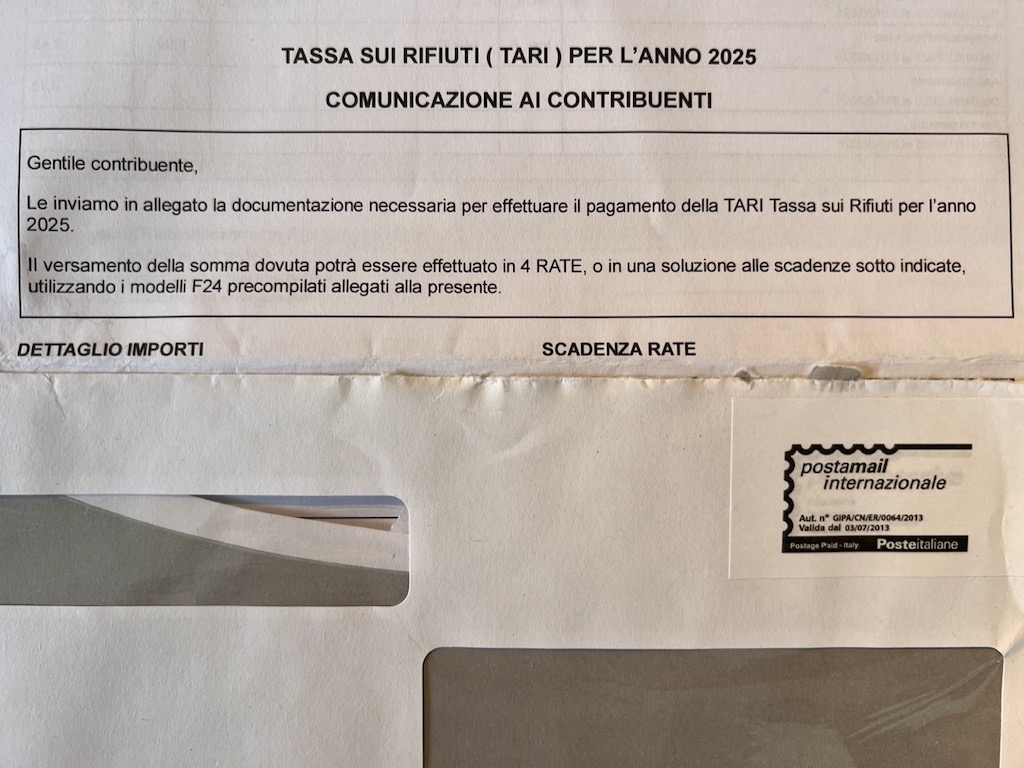 TASSA SUI RIFIUTI ( TARI ) PER L'ANNO 2025
COMUNICAZIONE AI CONTRIBUENTI
Gentile contribuente,
Le inviamo in allegato la documentazione necessaria per effettuare il pagamento della TARI Tassa sui Rifiuti per l'anno
2025.
Il versamento della somma dovuta potrà essere effettuato in 4 RATE, o in una soluzione alle scadenze sotto indicate,
utilizzando i modelli F24 precompilati allegati alla presente.
DETTAGLIO IMPORTI
SCADENZA RATE
postamail
internazionale
Aut. n° GIPA/CN/ER/0064/2013
Valida dal 03/07/2013
Postage Paid - Italy Posteitaliane